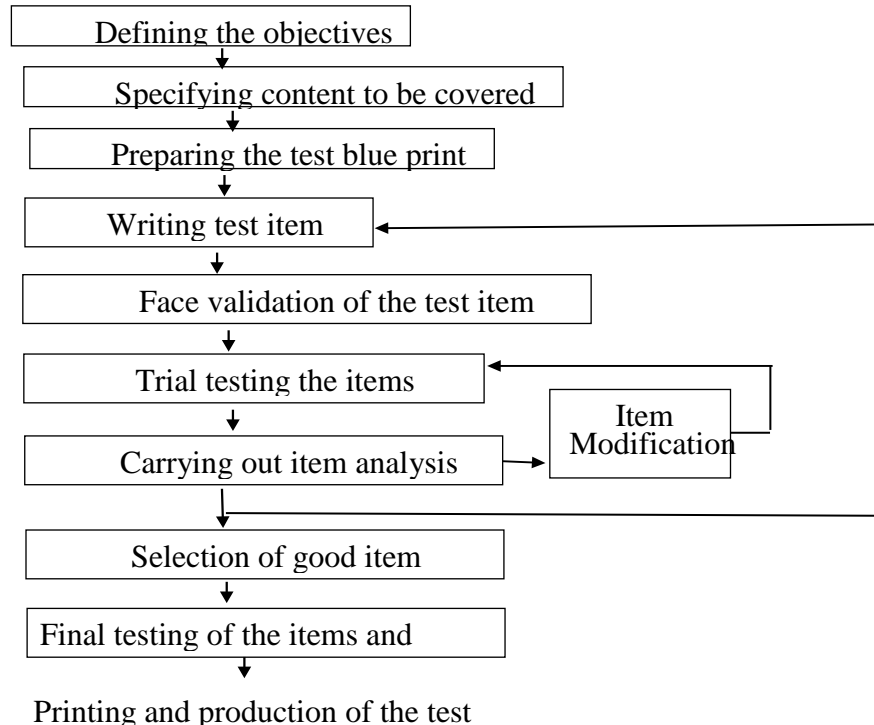 Defining the objectives
Specifying content to be covered
Preparing the test blue print
Writing test item
Face validation of the test item
Trial testing the items
Item
Modification
Carrying out item analysis
Selection of good item
Final testing of the items and
Printing and production of the test